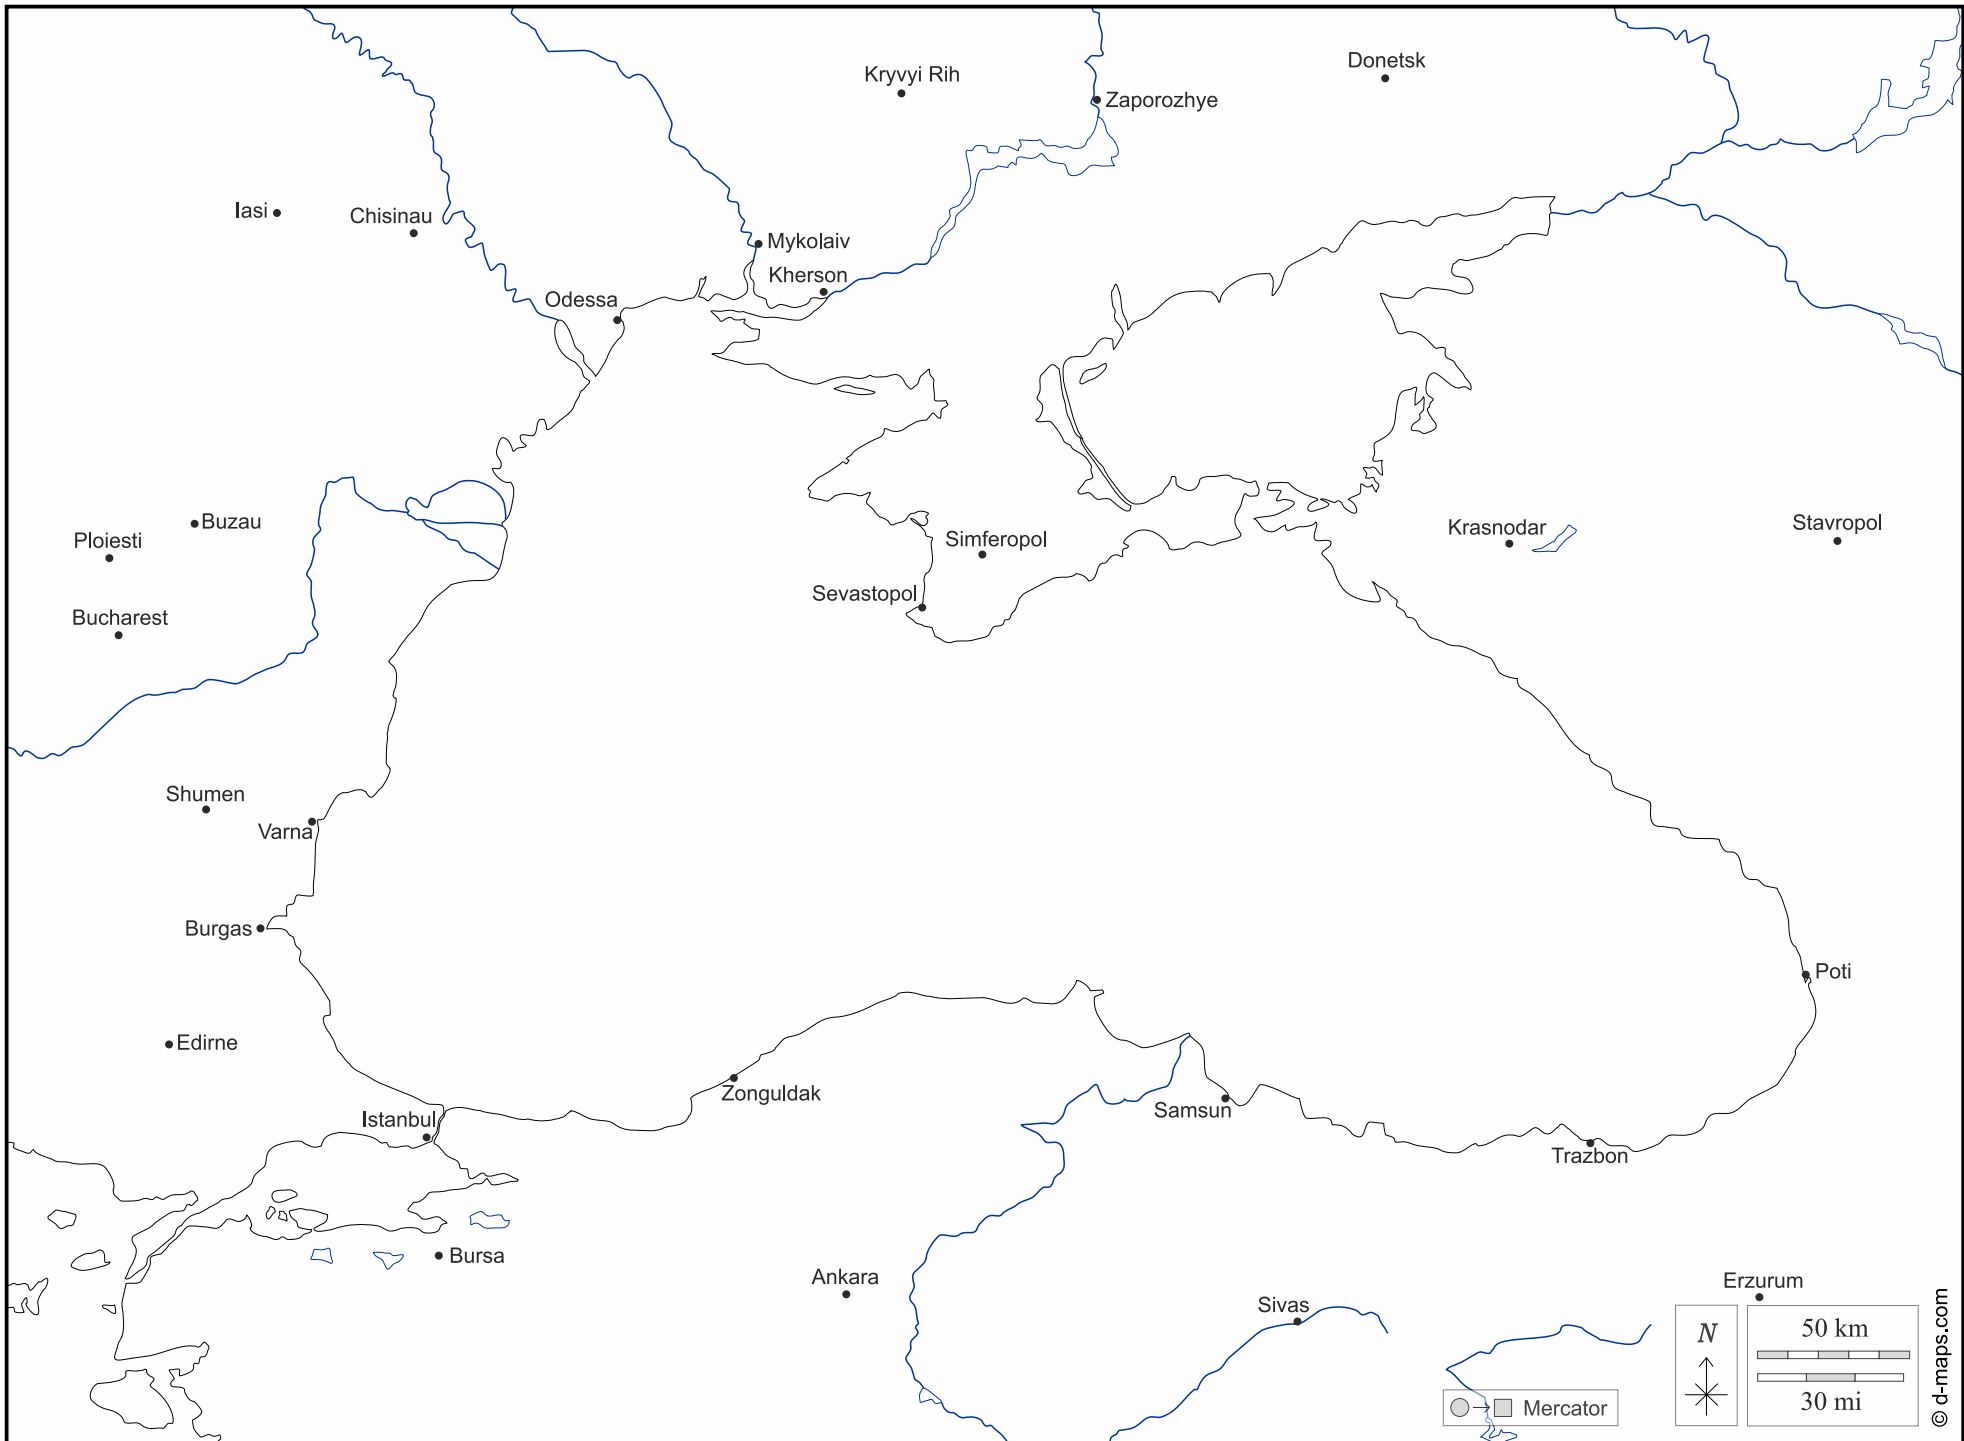 Donetsk
Kryvyi Rih
Zaporozhye
Iasi
Chisinau
Mykolaiv
Kherson
Odessa
Buzau
Ploiesti
Simferopol
Krasnodar
Stavropol
Sevastopol
Bucharest
Shumen
Varna
Burgas
Poti
Edirne
Zonguldak
Samsun
Istanbul
Trazbon
Bursa
Ankara
Erzurum
Sivas
N
50 km
30 mi
Mercator
© d-maps.com